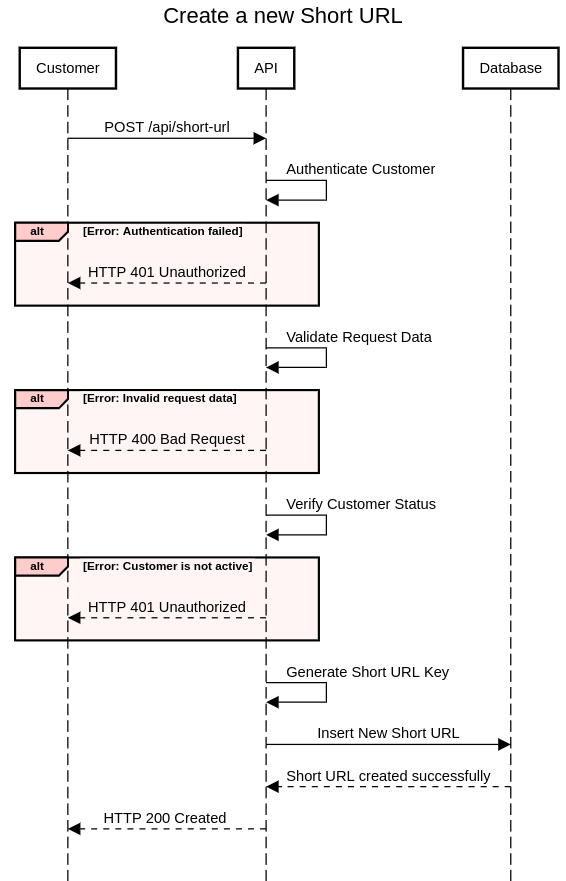 Create a new Short URL
Customer
API
Database
POST /api/short-url
Authenticate Customer
alt
[Error: Authentication failed]
HTTP 401 Unauthorized
Validate Request Data
alt
[Error: Invalid request data]
HTTP 400 Bad Request
Verify Customer Status
alt
[Error: Customer is not active]
HTTP 401 Unauthorized
Generate Short URL Key
Insert New Short URL
Short URL created successfully
HTTP 200 Created